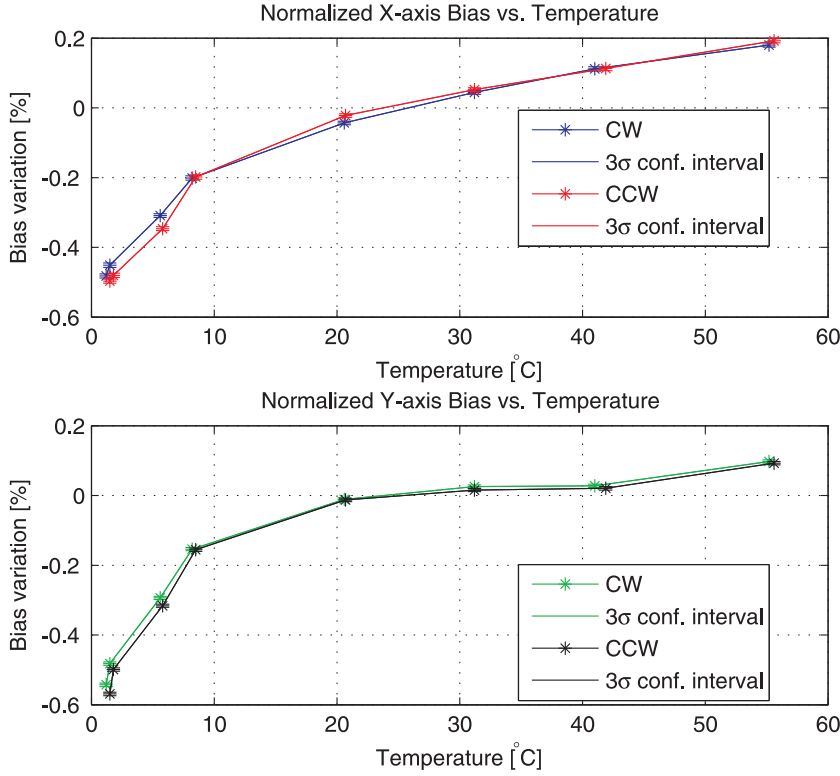 Normalized X-axis Bias vs. Temperature
Bias variation [%]
0.2
0
-0.2
-0.4
-0.6
0
10
20
30
40
50
60
Temperature [°C]
CW
3σ conf. interval
CCW
3σ conf. interval
Normalized Y-axis Bias vs. Temperature
Bias variation [%]
0.2
0
-0.2
-0.4
-0.6
0
10
20
30
40
50
60
Temperature [°C]
CW
3σ conf. interval
CCW
3σ conf. interval